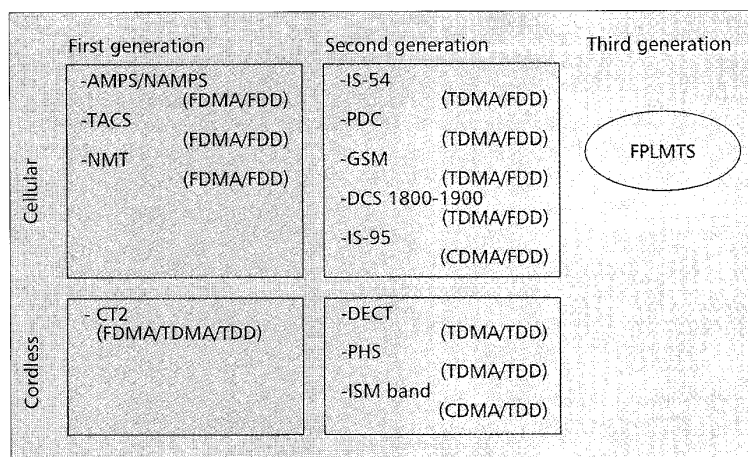 First generation
Second generation
Third generation
Cellular
-AMPS/NAMPS
(FDMA/FDD)
-TACS
(FDMA/FDD)
-NMT
(FDMA/FDD)
-IS-54
(TDMA/FDD)
-PDC
(TDMA/FDD)
-GSM
(TDMA/FDD)
-DCS 1800-1900
(TDMA/FDD)
-IS-95
(CDMA/FDD)
FPLMTS
Cordless
- CT2
(FDMA/TDMA/TDD)
-DECT
(TDMA/TDD)
-PHS
(TDMA/TDD)
-ISM band
(CDMA/TDD)